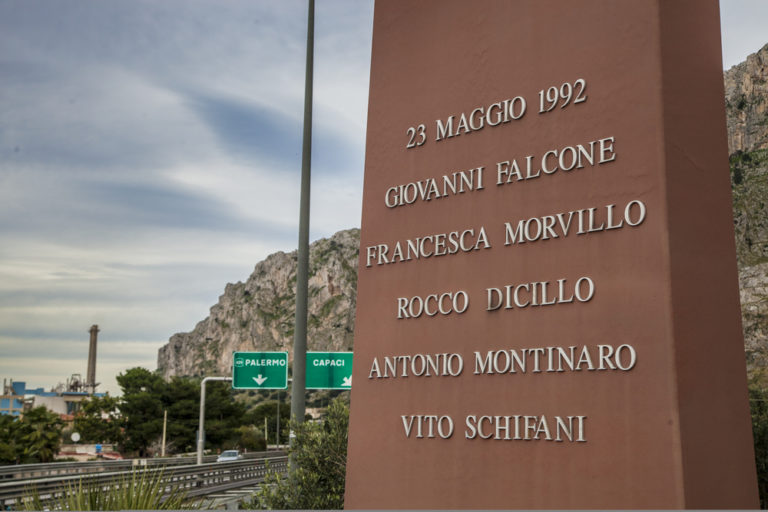 23 MAGGIO 1992
GIOVANNI FALCONE
FRANCESCA MORVILLO
ROCCO DICILLO
ANTONIO MONTINARO
VITO SCHIFANI
PALERMO
CAPACI